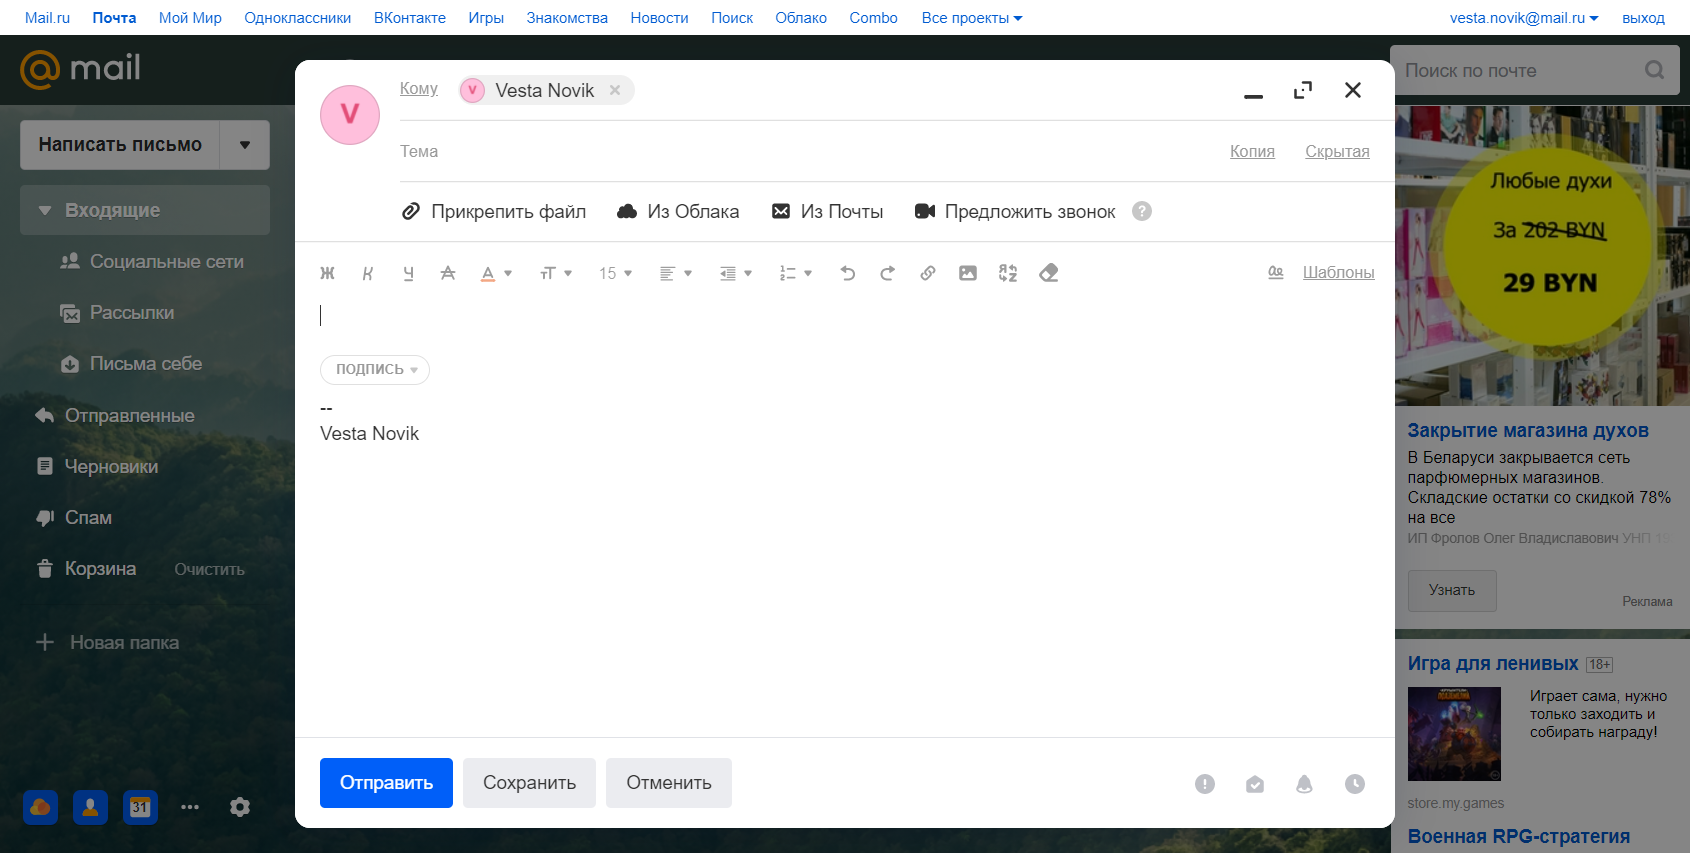 Mail.ru Почта Мой Мир Одноклассники ВКонтакте Игры Знакомства Новости Поиск Облако Combo Все проекты vesta.novik@mail.ru выход
mail
Поиск по почте
Написать письмо
Входящие
Социальные сети
Рассылки
Письма себе
Отправленные
Черновики
Спам
Корзина Очистить
Новая папка
31
V
Кому V Vesta Novik
Тема Копия Скрытая
Прикрепить файл Из Облака Из Почты Предложить звонок ?
Ж К Ч А А тТ 15 Шаблоны
ПОДПИСЬ
--
Vesta Novik
Отправить Сохранить Отменить
Любые духи
За 202 BYN
29 BYN
Закрытие магазина духов
В Беларуси закрывается сеть
парфюмерных магазинов.
Складские остатки со скидкой 78%
на все
ИП Фролов Олег Владиславович УНП
Узнать
Реклама
Игра для ленивых 18+
Играет сама, нужно
только заходить и
собирать награду!
store.my.games
Военная RPG-стратегия